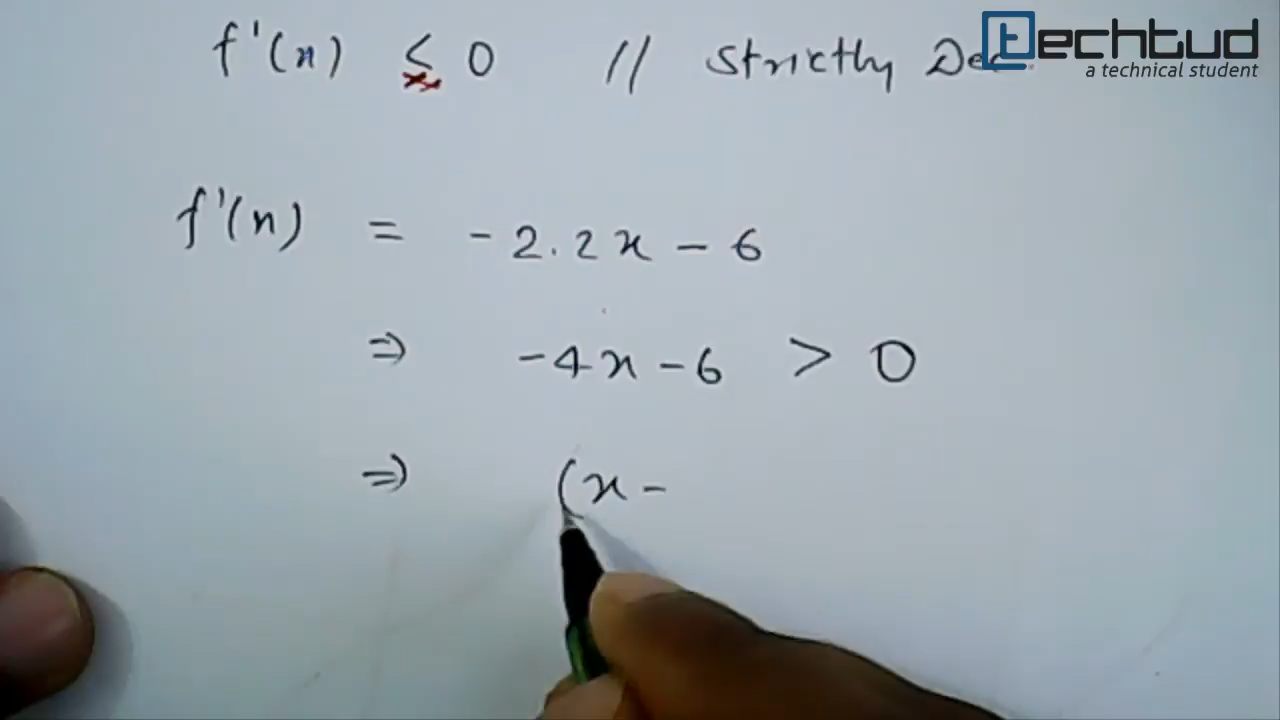 f'(x) ≤ 0 // Strictly Dec
techtud
a technical student
f'(x) = -2.2x - 6
⇒ -4x - 6 > 0
⇒ (x -